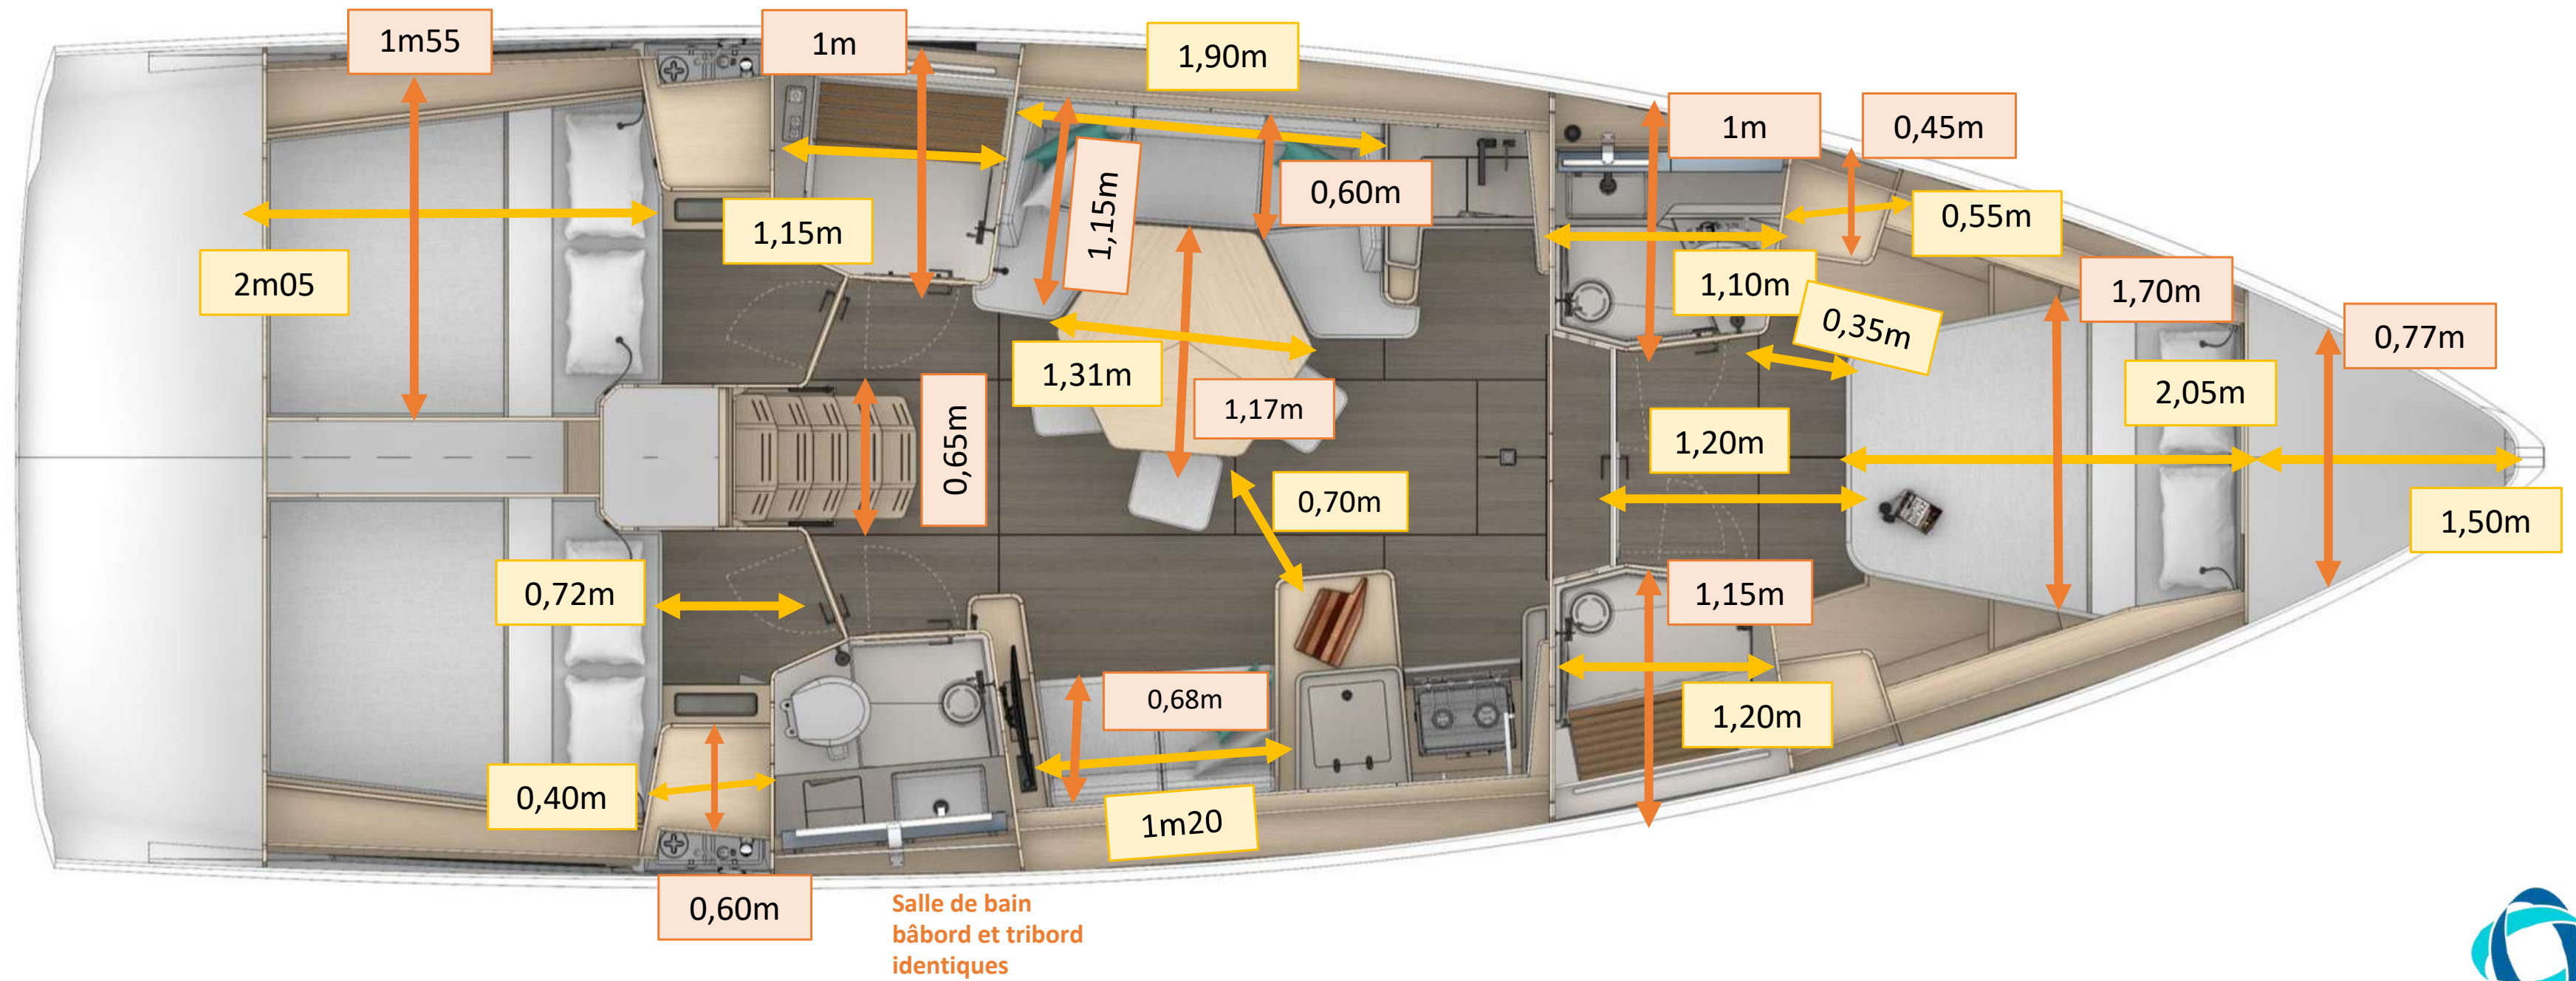 1m55
1m
1,90m
1m
0,45m
1,15m
0,60m
0,55m
1,15m
2m05
1,10m
1,70m
0,35m
0,77m
1,31m
2,05m
1,17m
0,65m
1,20m
0,70m
1,50m
0,72m
1,15m
0,68m
1,20m
0,40m
1m20
0,60m
Salle de bain
bâbord et tribord
identiques